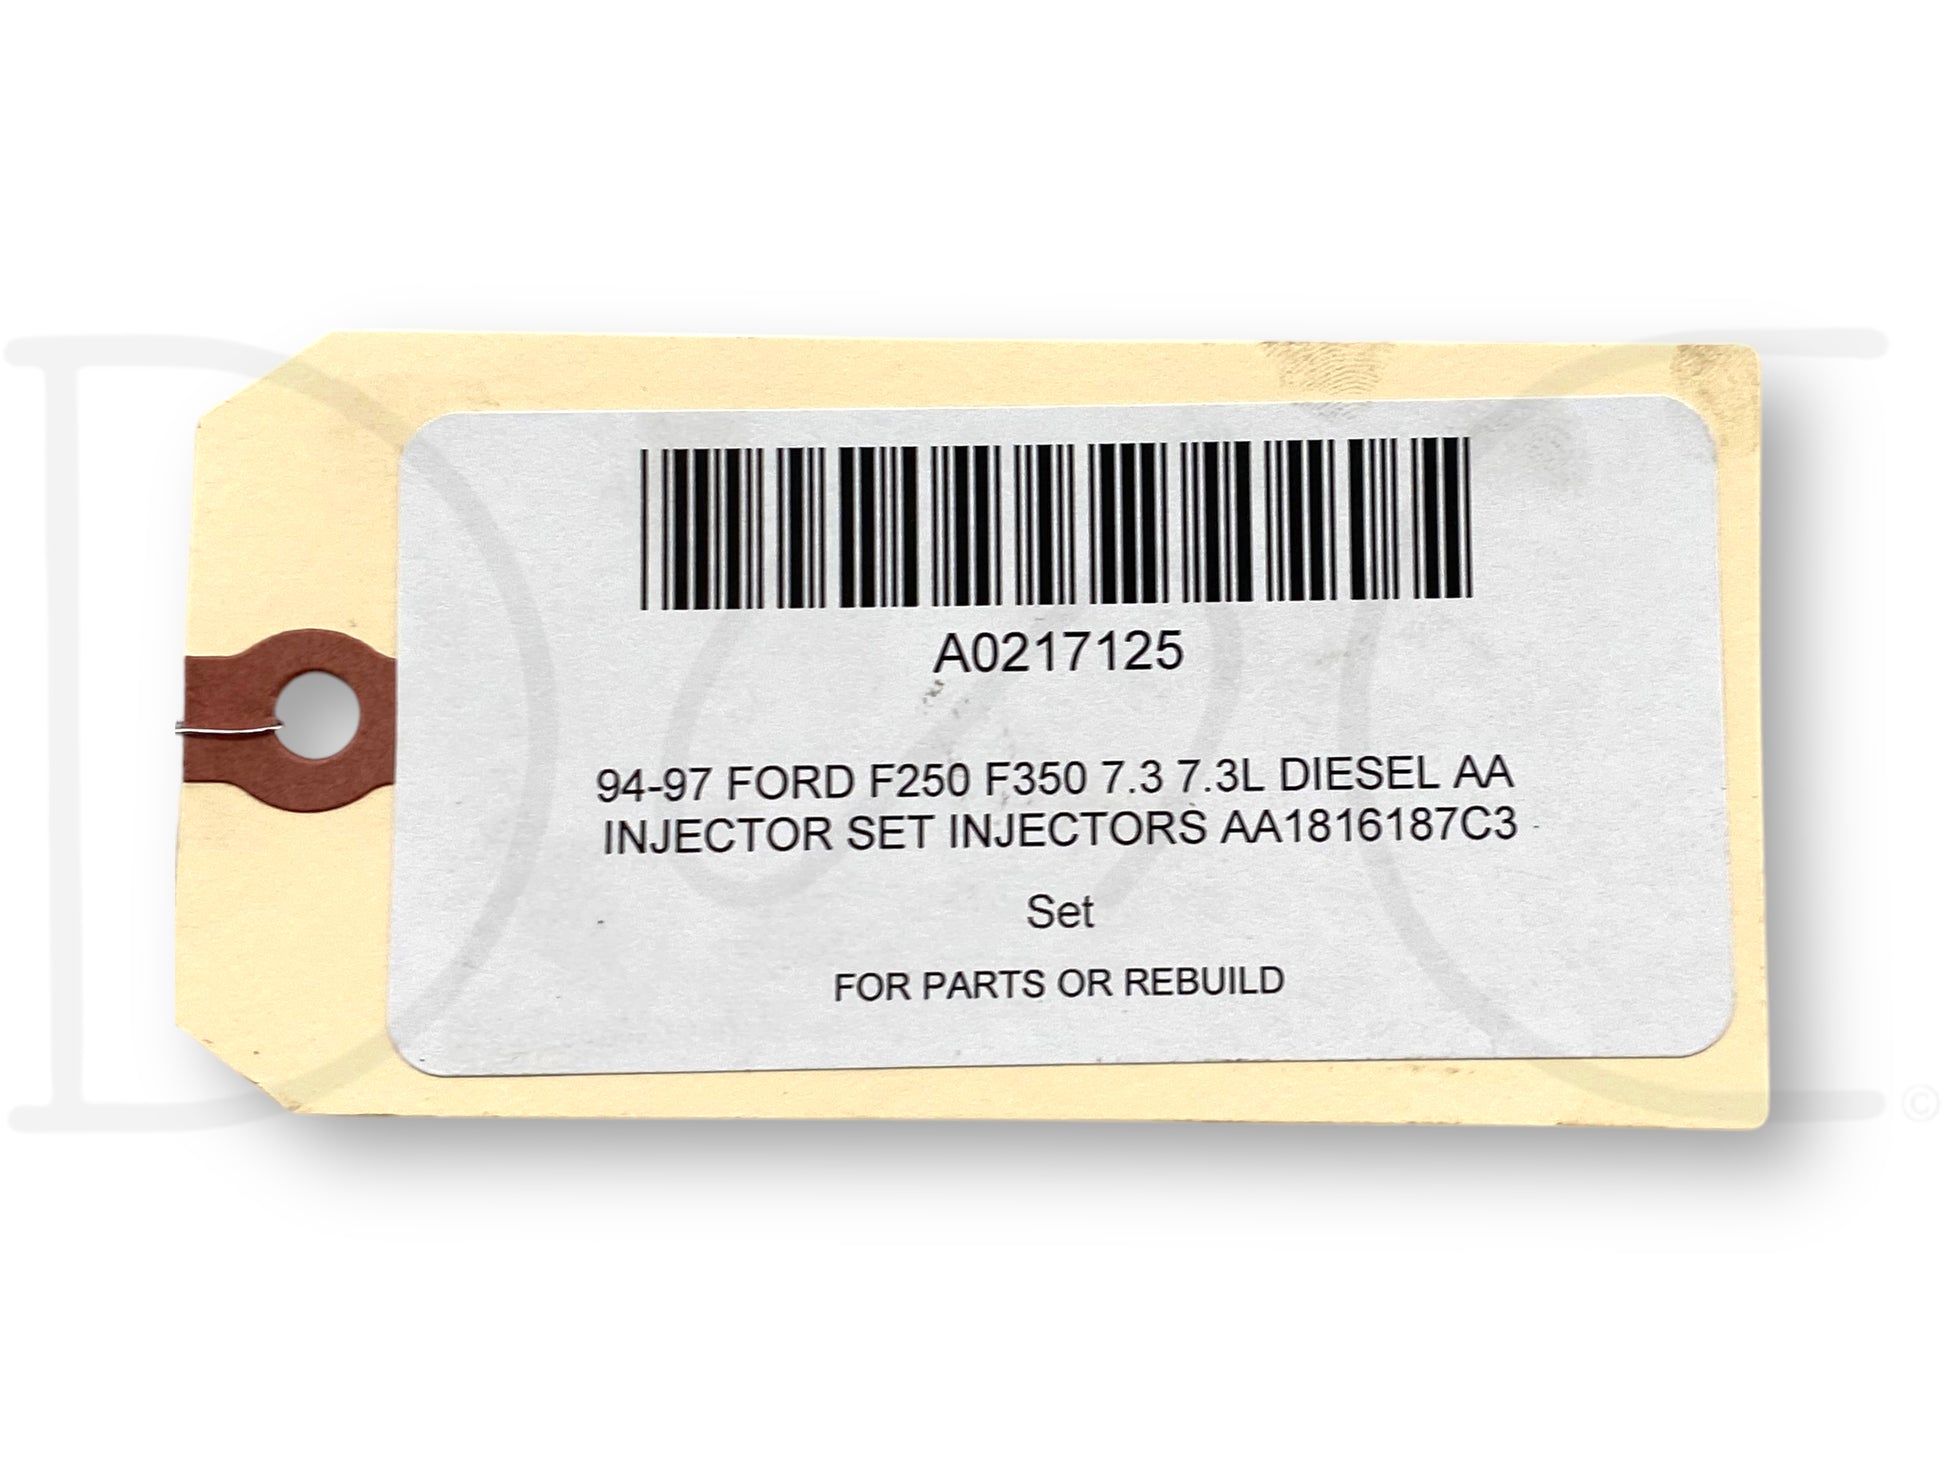 A0217125
94-97 FORD F250 F350 7.3 7.3L DIESEL AA
INJECTOR SET INJECTORS AA1816187C3
Set
FOR PARTS OR REBUILD
©